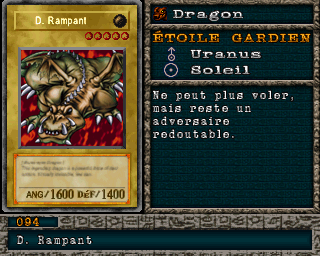 D. Rampant
ANG/1600 DÉF/1400
Dragon
ÉTOILE GARDIEN
Uranus
Soleil
Ne peut plus voler,
mais reste un
adversaire
redoutable.
094
D. Rampant